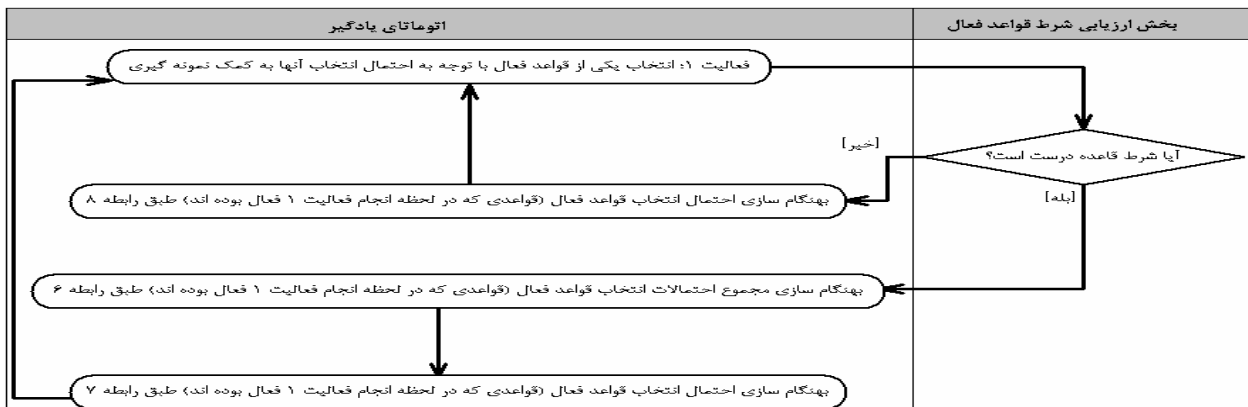 بخش ارزیابی شرط قواعد فعال
اتوماتای یادگیر
فعالیت ۱: انتخاب یکی از قواعد فعال با توجه به احتمال انتخاب آنها به کمک نمونه گیری
آیا شرط قاعده درست است؟
[خیر]
[بله]
بهنگام سازی احتمال انتخاب قواعد فعال (قواعدی که در لحظه انجام فعالیت ۱ فعال بوده اند) طبق رابطه ۸
بهنگام سازی مجموع احتمالات انتخاب قواعد فعال (قواعدی که در لحظه انجام فعالیت ۱ فعال بوده اند) طبق رابطه ۶
بهنگام سازی احتمال انتخاب قواعد فعال (قواعدی که در لحظه انجام فعالیت ۱ فعال بوده اند) طبق رابطه ۷